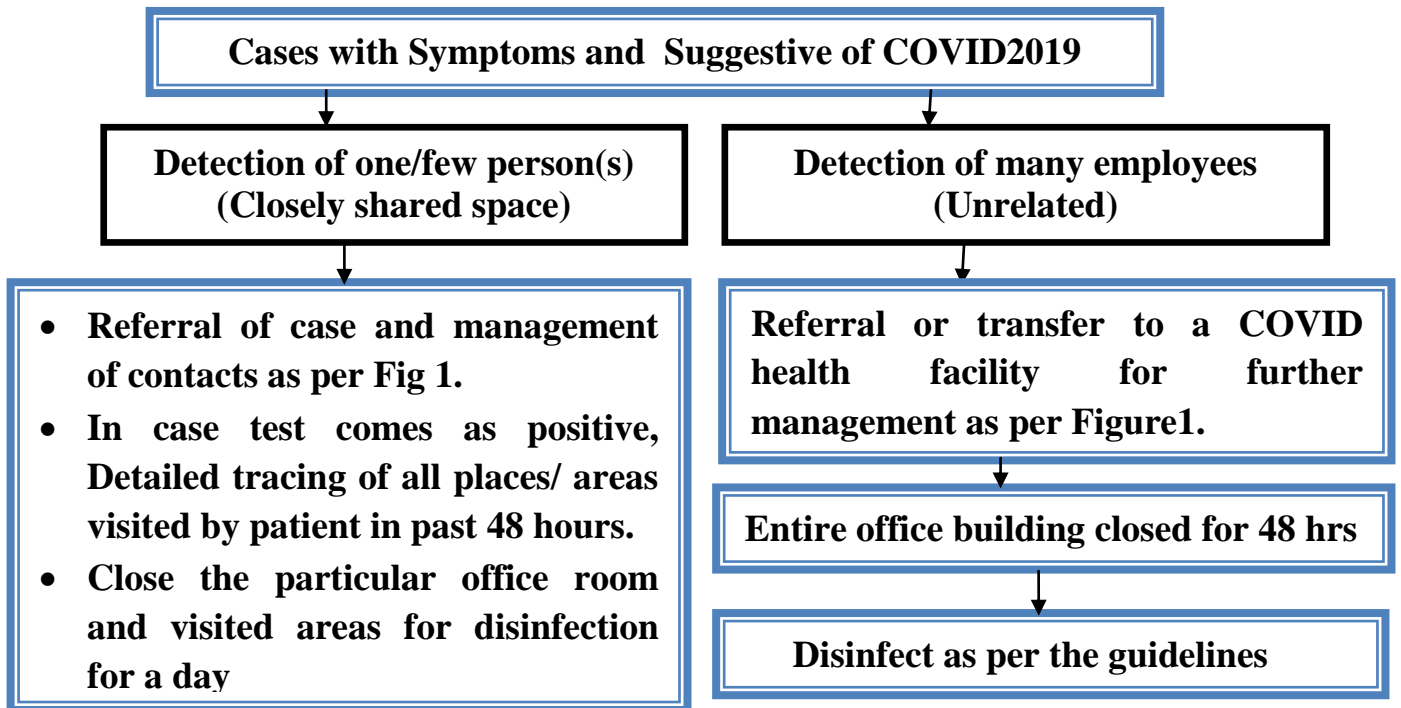 Cases with Symptoms and Suggestive of COVID2019
Detection of one/few person(s)
(Closely shared space)
Detection of many employees
(Unrelated)
• Referral of case and management
of contacts as per Fig 1.
• In case test comes as positive,
Detailed tracing of all places/ areas
visited by patient in past 48 hours.
• Close the particular office room
and visited areas for disinfection
for a day
Referral or transfer to a COVID
health facility for further
management as per Figure1.
Entire office building closed for 48 hrs
Disinfect as per the guidelines